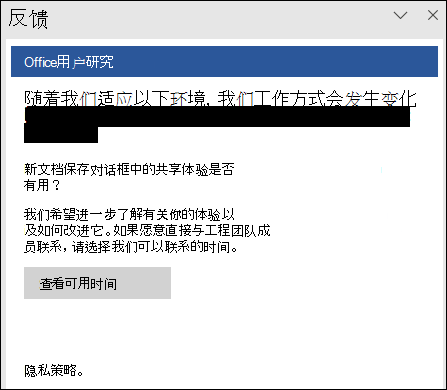 反馈
Office用户研究
随着我们适应以下环境, 我们工作方式会发生变化
新文档保存对话框中的共享体验是否
有用？
我们希望进一步了解有关你的体验以
及如何改进它。如果愿意直接与工程团队成
员联系, 请选择我们可以联系的时间。
查看可用时间
隐私策略。